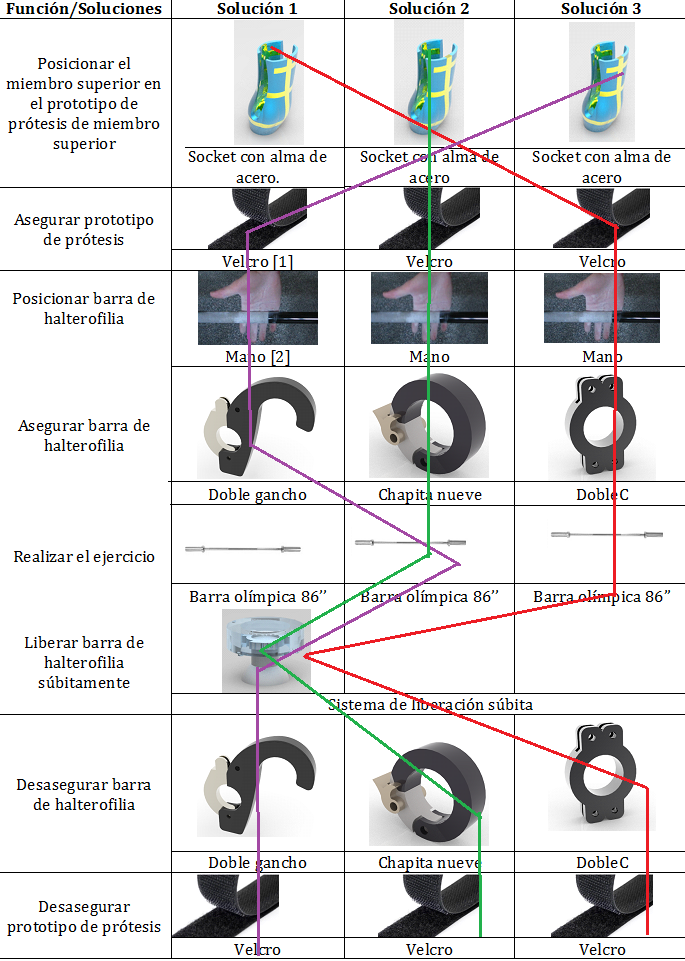 Función/Soluciones Solución 1 Solución 2 Solución 3
Posicionar el
miembro superior en
el prototipo de
prótesis de miembro
superior
Socket con alma de
acero.
Socket con alma de
acero
Socket con alma de
acero
Asegurar prototipo
de prótesis
Velcro [1] Velcro Velcro
Posicionar barra de
halterofilia
Mano [2] Mano Mano
Asegurar barra de
halterofilia
Doble gancho Chapita nueve DobleC
Realizar el ejercicio
Barra olímpica 86’’ Barra olímpica 86’’ Barra olímpica 86”
Liberar barra de
halterofilia
súbitamente
Sistema de liberación súbita
Desasegurar barra
de halterofilia
Doble gancho Chapita nueve DobleC
Desasegurar
prototipo de prótesis
Velcro Velcro Velcro